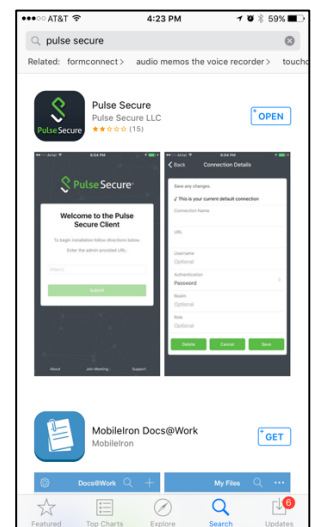 AT&T 4:23 PM 59%
pulse secure
Related: formconnect > audio memos the voice recorder > touchc
Pulse Secure
Pulse Secure LLC
(15)
OPEN
Pulse Secure
Pulse Secure
Welcome to the Pulse
Secure Client
To begin installation follow directions below.
Enter the admin provided URL.
Submit
About Join Meeting Support
Back Connection Details
Save any changes.
✓ This is your current default connection
Connection Name
URL
Username
Optional
Authentication
Password
Realm
Optional
Role
Optional
Delete Cancel Save
MobileIron Docs@Work
MobileIron
GET
Docs@Work
My Files
6
Featured Top Charts Explore Search Updates